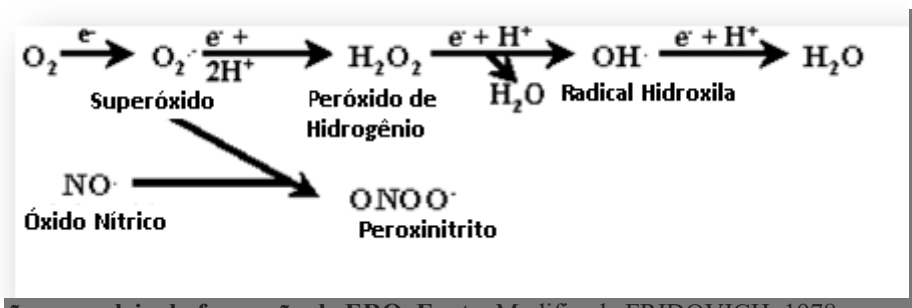 O₂ e⁻ O₂·⁻ e⁻ + 2H⁺ H₂O₂ e⁻ + H⁺ OH· e⁻ + H⁺ H₂O
Superóxido Peróxido de Hidrogênio H₂O Radical Hidroxila
NO· ONOO⁻
Óxido Nítrico Peroxinitrito
de formação de ERO. Fonte: Modificado FRIDOVICH, 1978